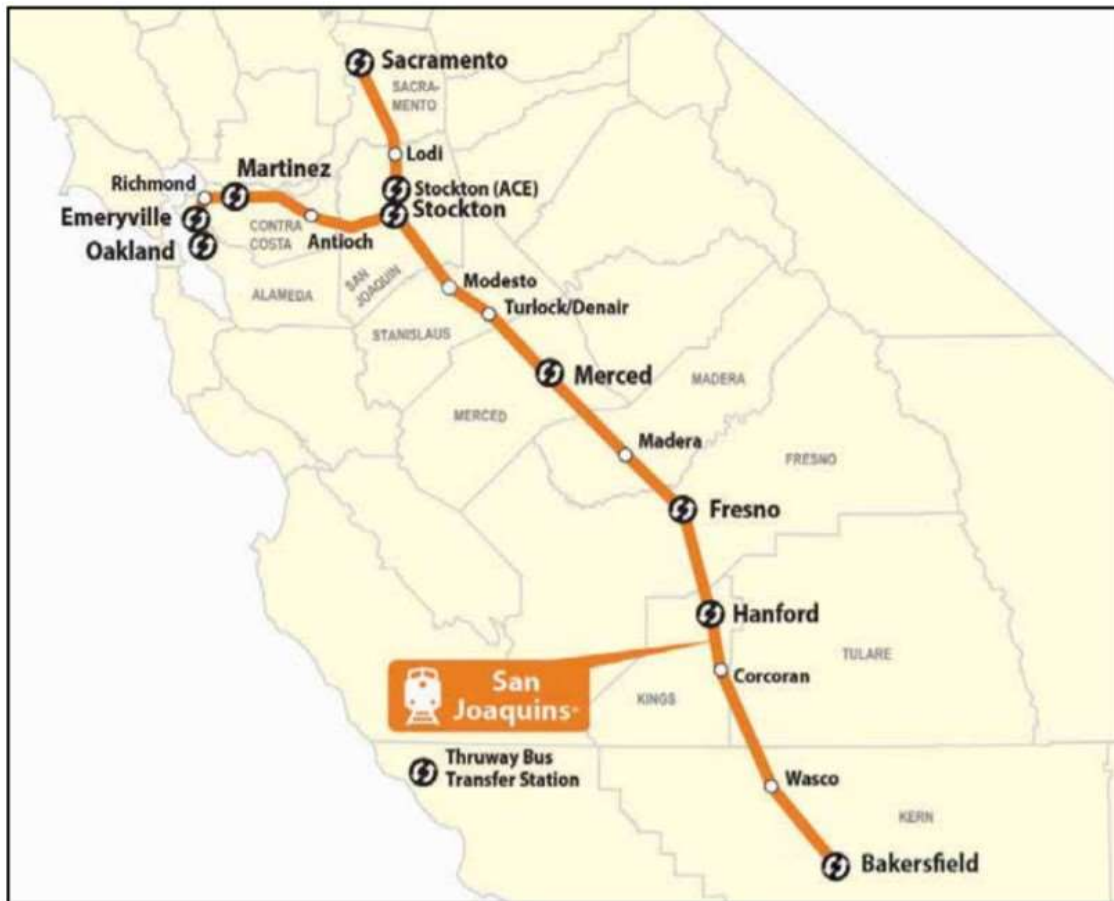 Sacramento
SACRA-
MENTO
Lodi
Martinez
Richmond
Stockton (ACE)
Stockton
Emeryville
CONTRA
COSTA
Antioch
Oakland
SAN
JOAQUIN
ALAMEDA
Modesto
Turlock/Denair
STANISLAUS
Merced
MADERA
MERCED
Madera
FRESNO
Fresno
Hanford
TULARE
San
Joaquins®
Corcoran
KINGS
Thruway Bus
Transfer Station
Wasco
KERN
Bakersfield